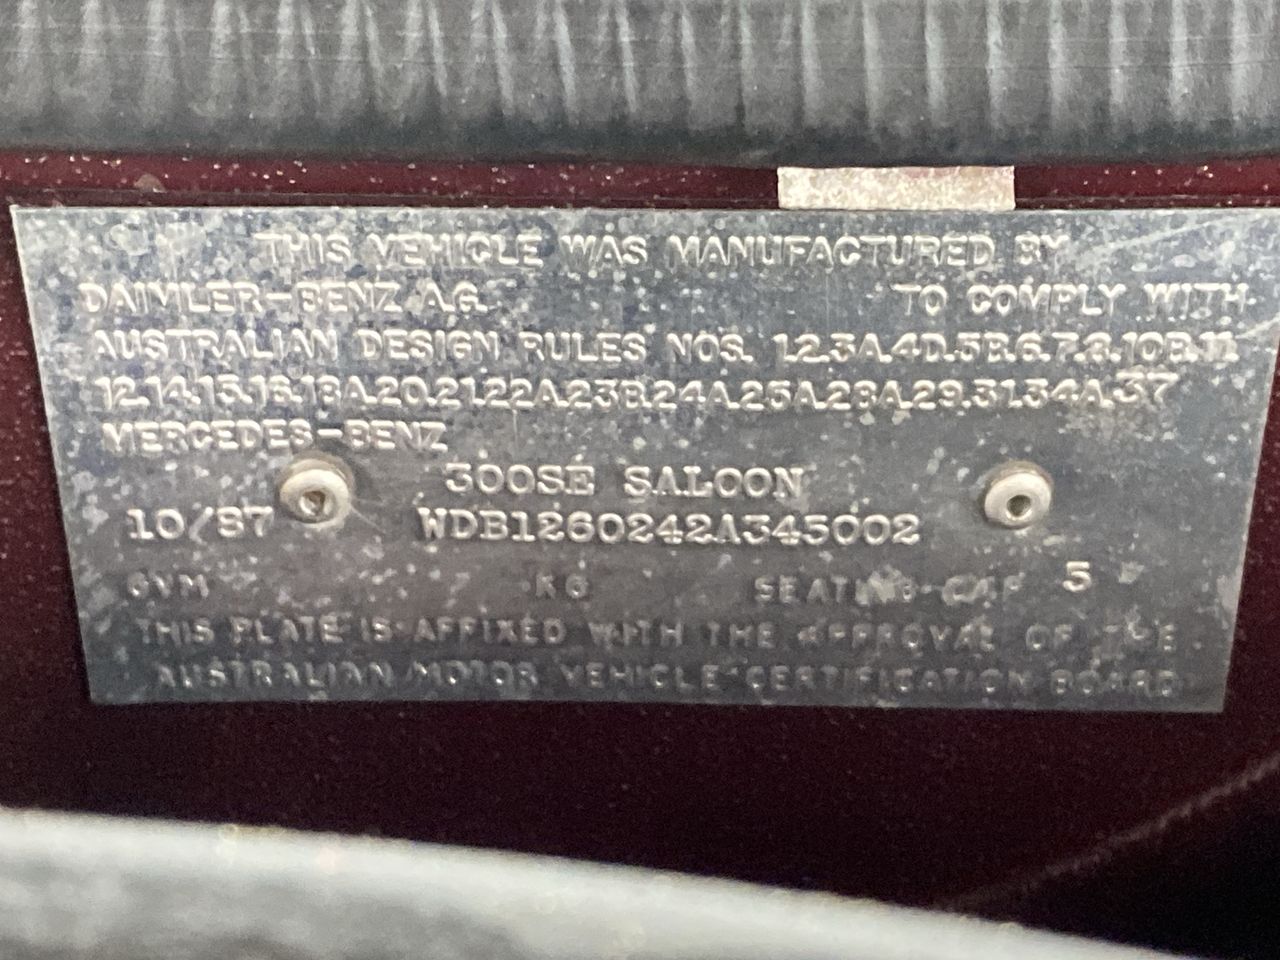 THIS VEHICLE WAS MANUFACTURED BY
DAIMLER-BENZ A.G. TO COMPLY WITH
AUSTRALIAN DESIGN RULES NOS. 1.2.3A.4D.5B.6.7.8.10B.11
12.14.15.16.18A.20.21.22A.23B.24A.25A.28A.29.31.34A.37
MERCEDES-BENZ
300SE SALOON
10/87 WDB1260242A345002
GVM KG SEATING CAP 5
THIS PLATE IS AFFIXED WITH THE APPROVAL OF THE
AUSTRALIAN MOTOR VEHICLE CERTIFICATION BOARD